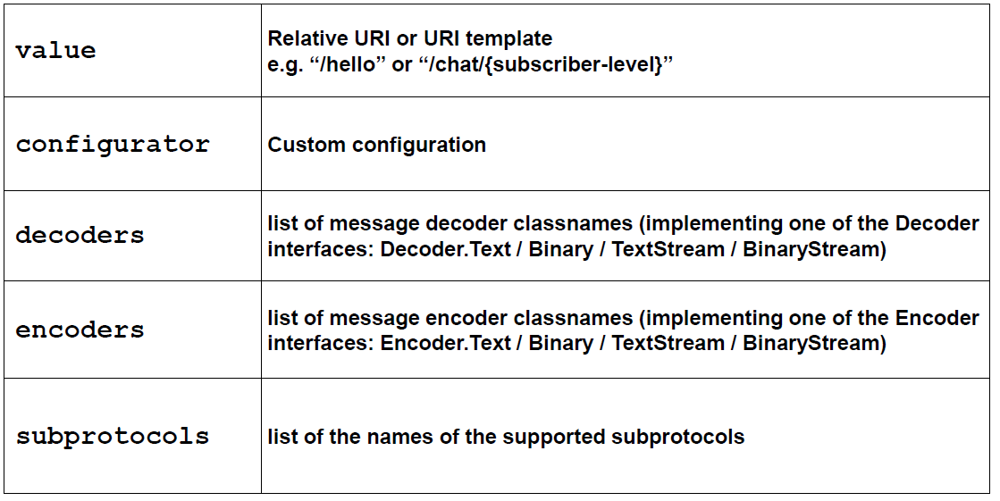 value
Relative URI or URI template
e.g. “/hello” or “/chat/{subscriber-level}”
configurator
Custom configuration
decoders
list of message decoder classnames (implementing one of the Decoder
interfaces: Decoder.Text / Binary / TextStream / BinaryStream)
encoders
list of message encoder classnames (implementing one of the Encoder
interfaces: Encoder.Text / Binary / TextStream / BinaryStream)
subprotocols
list of the names of the supported subprotocols